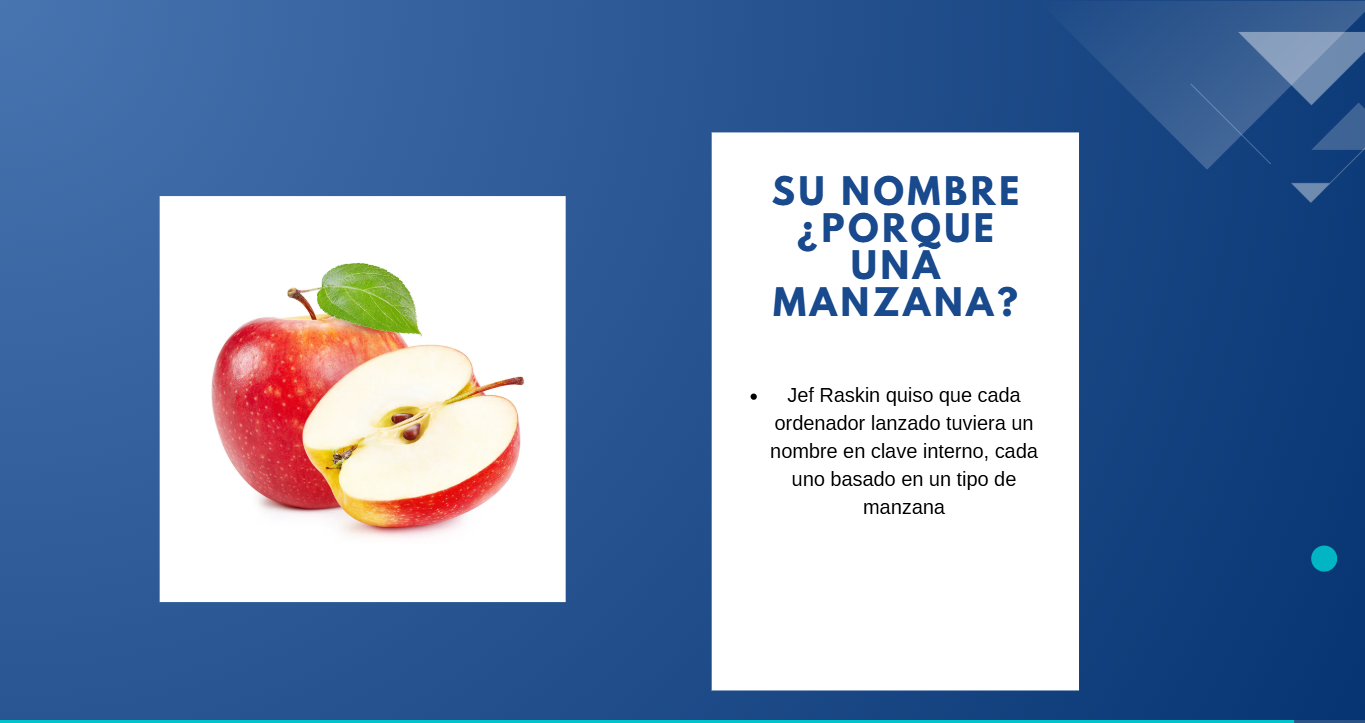 SU NOMBRE
¿PORQUE
UNA
MANZANA?
• Jef Raskin quiso que cada
ordenador lanzado tuviera un
nombre en clave interno, cada
uno basado en un tipo de
manzana